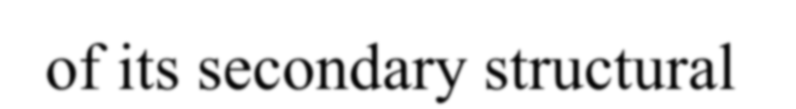 of its secondary structural